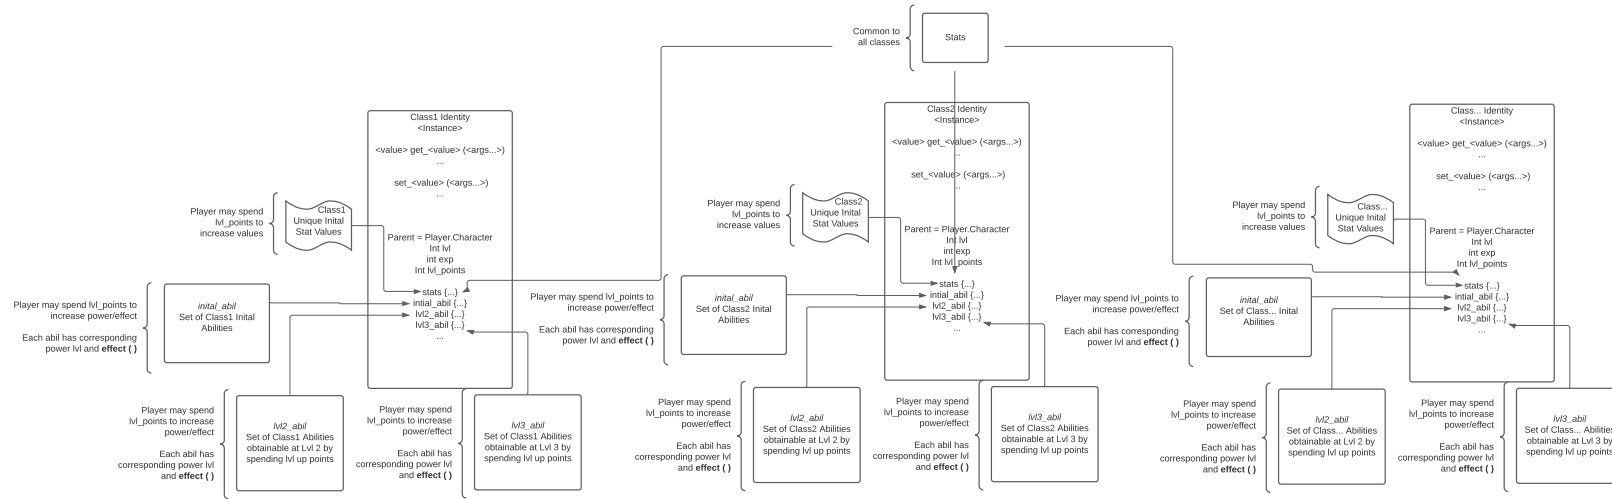 Common to
all classes
Stats
Class1 Identity
<Instance>
<value> get_<value> (<args...>)
...
set_<value> (<args...>)
...
Parent = Player.Character
Int lvl
int exp
Int lvl_points
stats {...}
intial_abil {...}
lvl2_abil {...}
lvl3_abil {...}
...
Player may spend
lvl_points to
increase values
Class1
Unique Inital
Stat Values
Player may spend lvl_points to
increase power/effect
Each abil has corresponding
power lvl and effect ( )
inital_abil
Set of Class1 Inital
Abilities
Player may spend
lvl_points to increase
power/effect
Each abil has
corresponding power lvl
and effect ( )
lvl2_abil
Set of Class1 Abilities
obtainable at Lvl 2 by
spending lvl up points
Player may spend
lvl_points to increase
power/effect
Each abil has
corresponding power lvl
and effect ( )
lvl3_abil
Set of Class1 Abilities
obtainable at Lvl 3 by
spending lvl up points
Class2 Identity
<Instance>
<value> get_<value> (<args...>)
...
set_<value> (<args...>)
...
Parent = Player.Character
Int lvl
int exp
Int lvl_points
stats {...}
intial_abil {...}
lvl2_abil {...}
lvl3_abil {...}
...
Player may spend
lvl_points to
increase values
Class2
Unique Inital
Stat Values
Player may spend lvl_points to
increase power/effect
Each abil has corresponding
power lvl and effect ( )
inital_abil
Set of Class2 Inital
Abilities
Player may spend
lvl_points to increase
power/effect
Each abil has
corresponding power lvl
and effect ( )
lvl2_abil
Set of Class2 Abilities
obtainable at Lvl 2 by
spending lvl up points
Player may spend
lvl_points to increase
power/effect
Each abil has
corresponding power lvl
and effect ( )
lvl3_abil
Set of Class2 Abilities
obtainable at Lvl 3 by
spending lvl up points
Class... Identity
<Instance>
<value> get_<value> (<args...>)
...
set_<value> (<args...>)
...
Parent = Player.Character
Int lvl
int exp
Int lvl_points
stats {...}
intial_abil {...}
lvl2_abil {...}
lvl3_abil {...}
...
Player may spend
lvl_points to
increase values
Class...
Unique Inital
Stat Values
Player may spend lvl_points to
increase power/effect
Each abil has corresponding
power lvl and effect ( )
inital_abil
Set of Class... Inital
Abilities
Player may spend
lvl_points to increase
power/effect
Each abil has
corresponding power lvl
and effect ( )
lvl2_abil
Set of Class... Abilities
obtainable at Lvl 2 by
spending lvl up points
Player may spend
lvl_points to increase
power/effect
Each abil has
corresponding power lvl
and effect ( )
lvl3_abil
Set of Class... Abilities
obtainable at Lvl 3 by
spending lvl up points